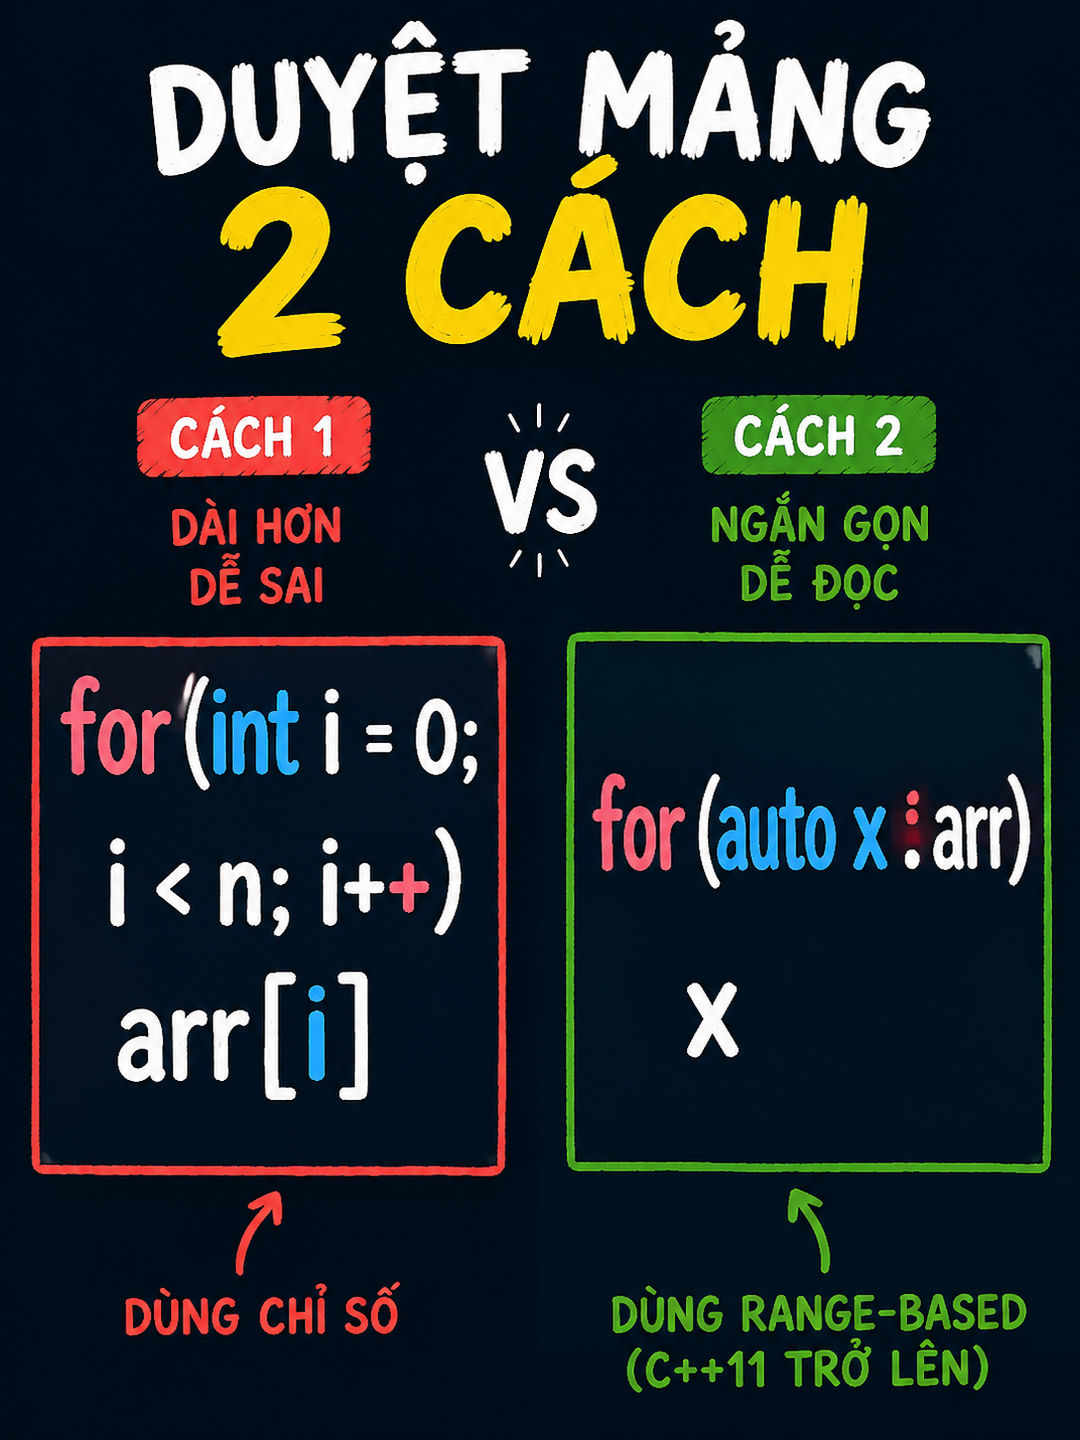 DUYỆT MẢNG
2 CÁCH
CÁCH 1
DÀI HƠN
DỄ SAI
VS
CÁCH 2
NGẮN GỌN
DỄ ĐỌC
for (int i = 0;
i < n; i++)
arr[i]
for (auto x : arr)
x
DÙNG CHỈ SỐ
DÙNG RANGE-BASED
(C++11 TRỞ LÊN)